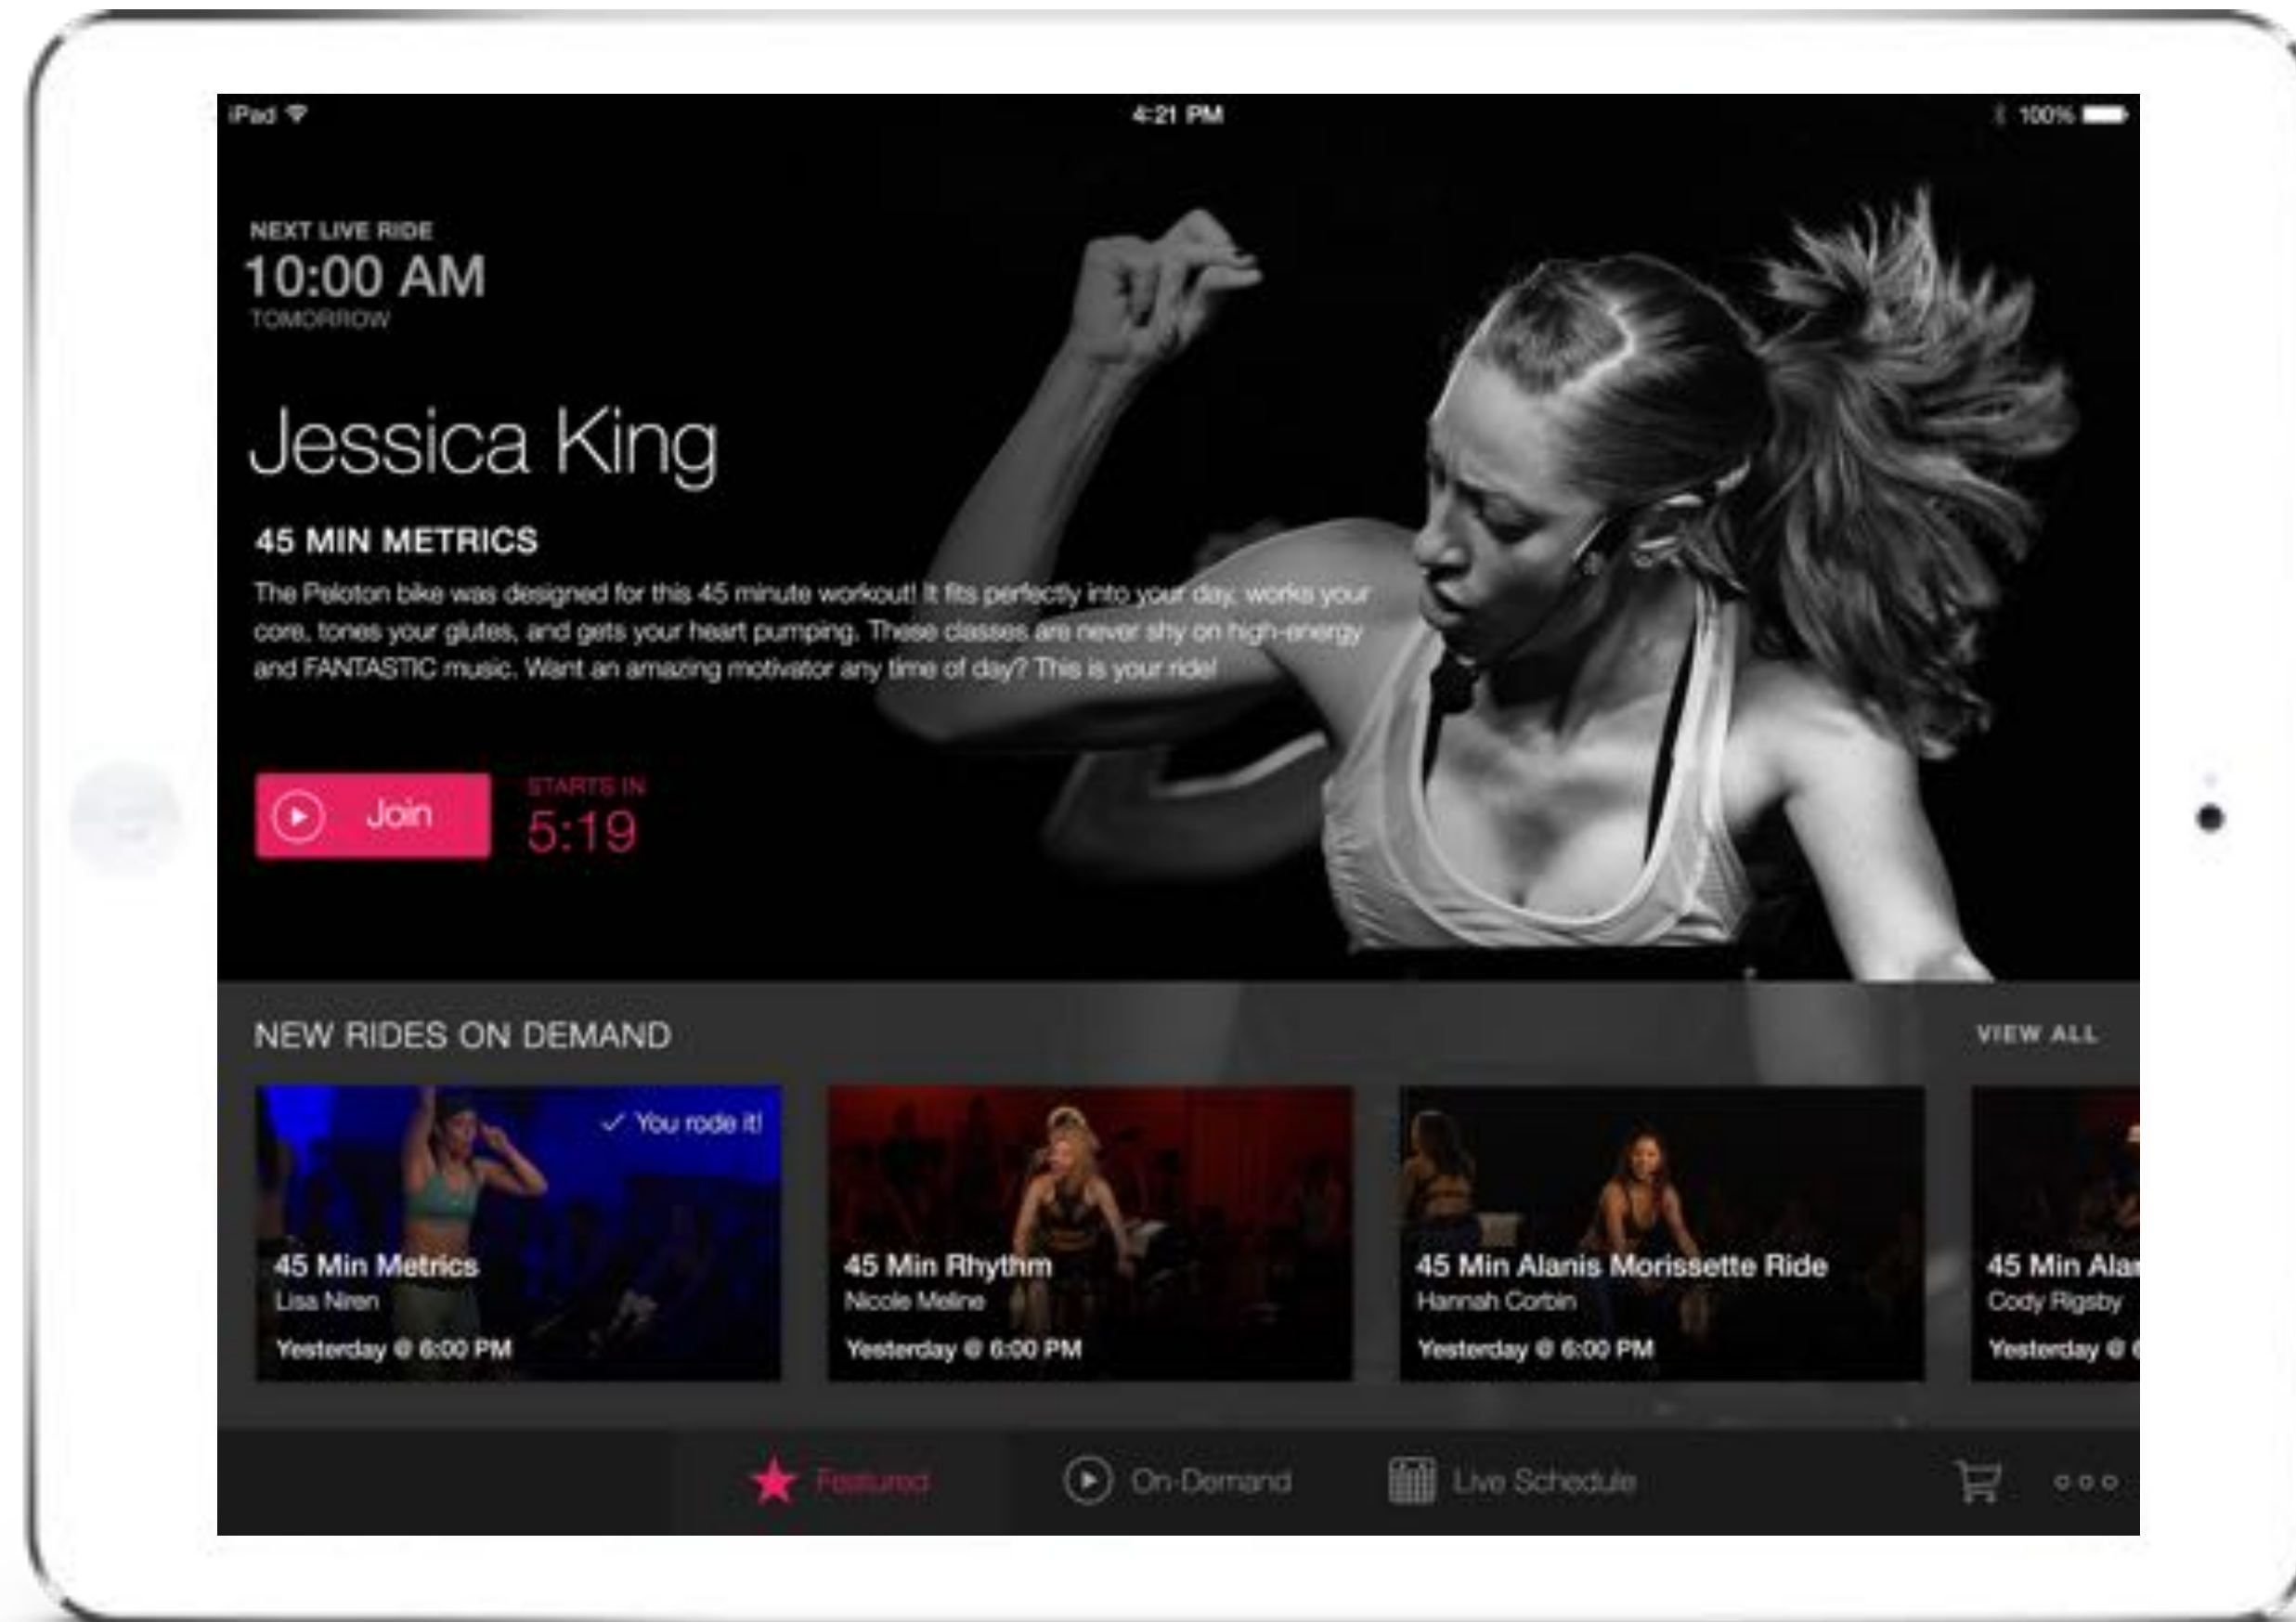 iPad
4:21 PM
100%
NEXT LIVE RIDE
10:00 AM
TOMORROW
Jessica King
45 MIN METRICS
The Peloton bike was designed for this 45 minute workout! It fits perfectly into your day, works your
core, tones your glutes, and gets your heart pumping. These classes are never shy on high-energy
and FANTASTIC music. Want an amazing motivator any time of day? This is your ride!
Join
STARTS IN
5:19
NEW RIDES ON DEMAND
VIEW ALL
✓ You rode it!
45 Min Metrics
Lisa Niren
Yesterday @ 6:00 PM
45 Min Rhythm
Nicole Meline
Yesterday @ 6:00 PM
45 Min Alanis Morissette Ride
Hannah Corbin
Yesterday @ 6:00 PM
45 Min Alan
Cody Rigsby
Yesterday @ 6
Featured
On-Demand
Live Schedule